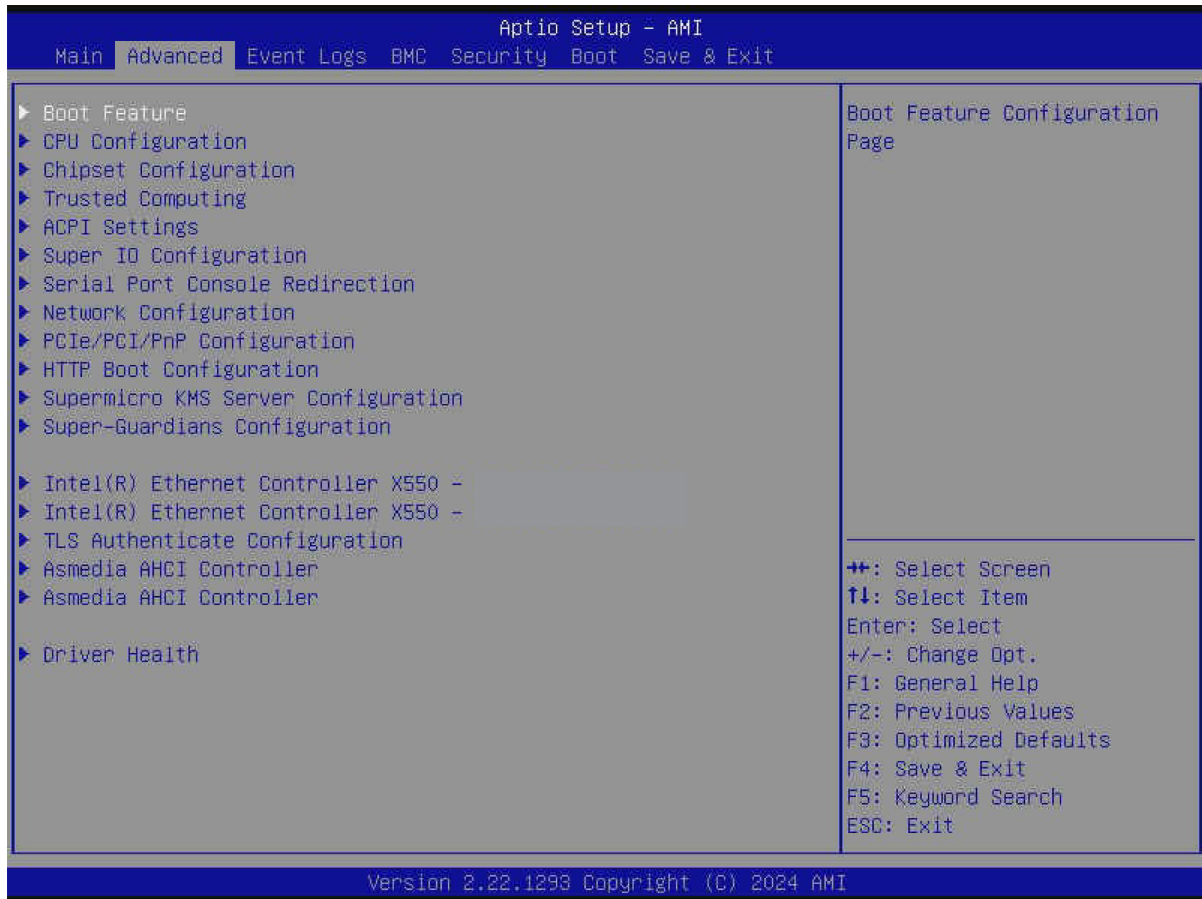 Aptio Setup – AMI
Main Advanced Event Logs BMC Security Boot Save & Exit
▶ Boot Feature
▶ CPU Configuration
▶ Chipset Configuration
▶ Trusted Computing
▶ ACPI Settings
▶ Super IO Configuration
▶ Serial Port Console Redirection
▶ Network Configuration
▶ PCIe/PCI/PnP Configuration
▶ HTTP Boot Configuration
▶ Supermicro KMS Server Configuration
▶ Super-Guardians Configuration
▶ Intel(R) Ethernet Controller X550 –
▶ Intel(R) Ethernet Controller X550 –
▶ TLS Authenticate Configuration
▶ Asmedia AHCI Controller
▶ Asmedia AHCI Controller
▶ Driver Health
Boot Feature Configuration
Page
→←: Select Screen
↑↓: Select Item
Enter: Select
+/-: Change Opt.
F1: General Help
F2: Previous Values
F3: Optimized Defaults
F4: Save & Exit
F5: Keyword Search
ESC: Exit
Version 2.22.1293 Copyright (C) 2024 AMI